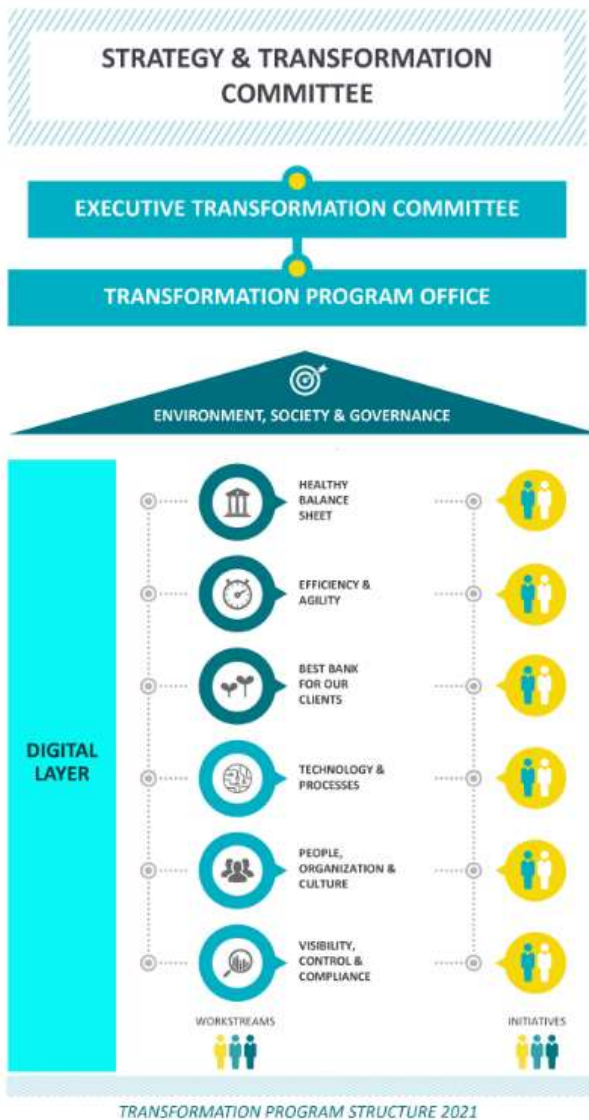 STRATEGY & TRANSFORMATION
COMMITTEE
EXECUTIVE TRANSFORMATION COMMITTEE
TRANSFORMATION PROGRAM OFFICE
ENVIRONMENT, SOCIETY & GOVERNANCE
DIGITAL
LAYER
HEALTHY
BALANCE
SHEET
EFFICIENCY &
AGILITY
BEST BANK
FOR OUR
CLIENTS
TECHNOLOGY &
PROCESSES
PEOPLE,
ORGANIZATION &
CULTURE
VISIBILITY,
CONTROL &
COMPLIANCE
WORKSTREAMS
INITIATIVES
TRANSFORMATION PROGRAM STRUCTURE 2021